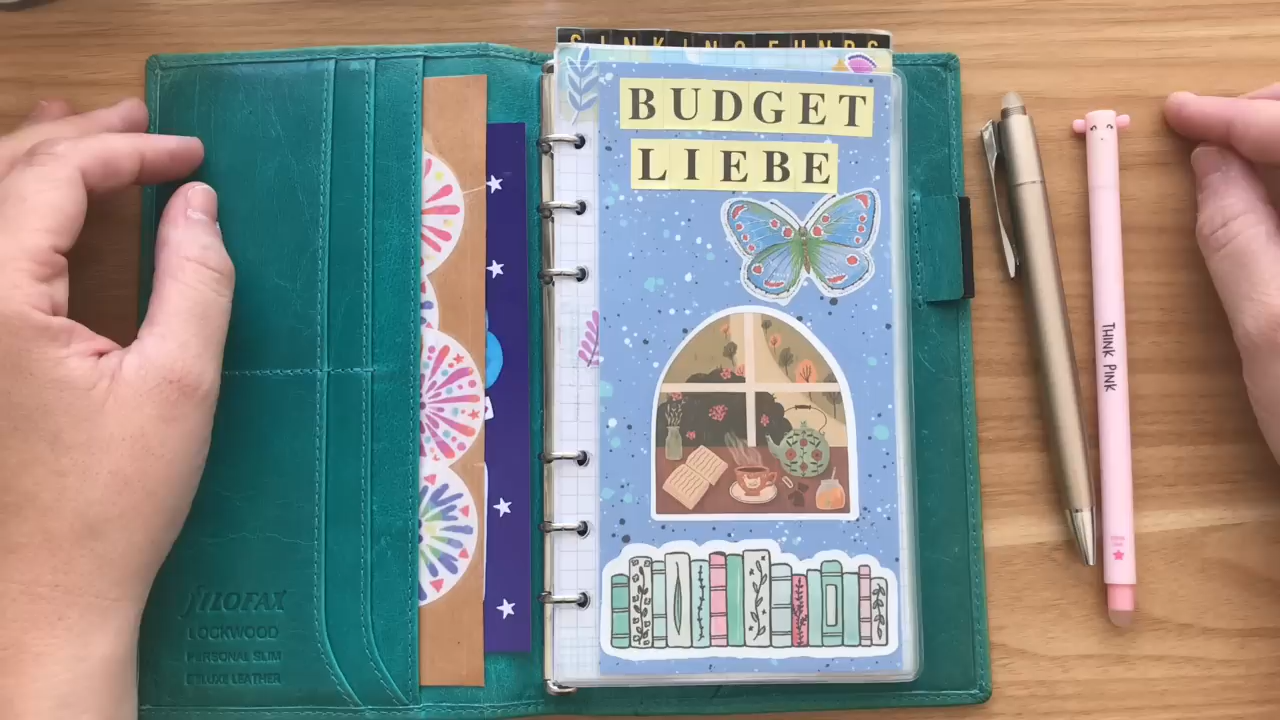 SINKING FUNDS
BUDGET
LIEBE
THINK PINK
filofax
LOCKWOOD
PERSONAL SLIM
DELUXE LEATHER